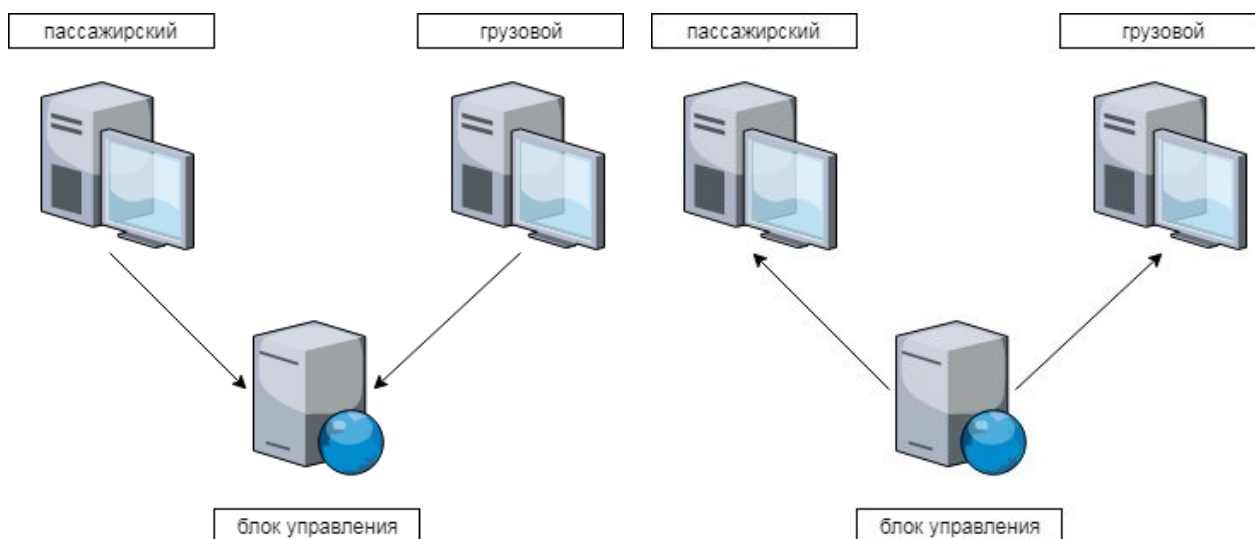 пассажирский
грузовой
пассажирский
грузовой
блок управления
блок управления